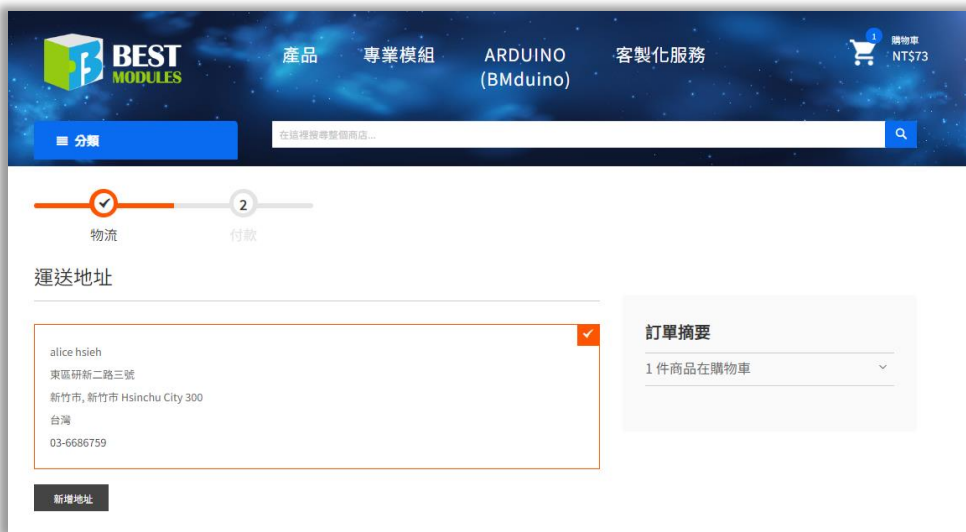 BEST
MODULES
產品
專業模組
ARDUINO
(BMduino)
客製化服務
1
購物車
NT$73
分類
在這裡搜尋整個商店...
2
物流
付款
運送地址
alice hsieh
東區研新二路三號
新竹市, 新竹市 Hsinchu City 300
台灣
03-6686759
新增地址
訂單摘要
1 件商品在購物車